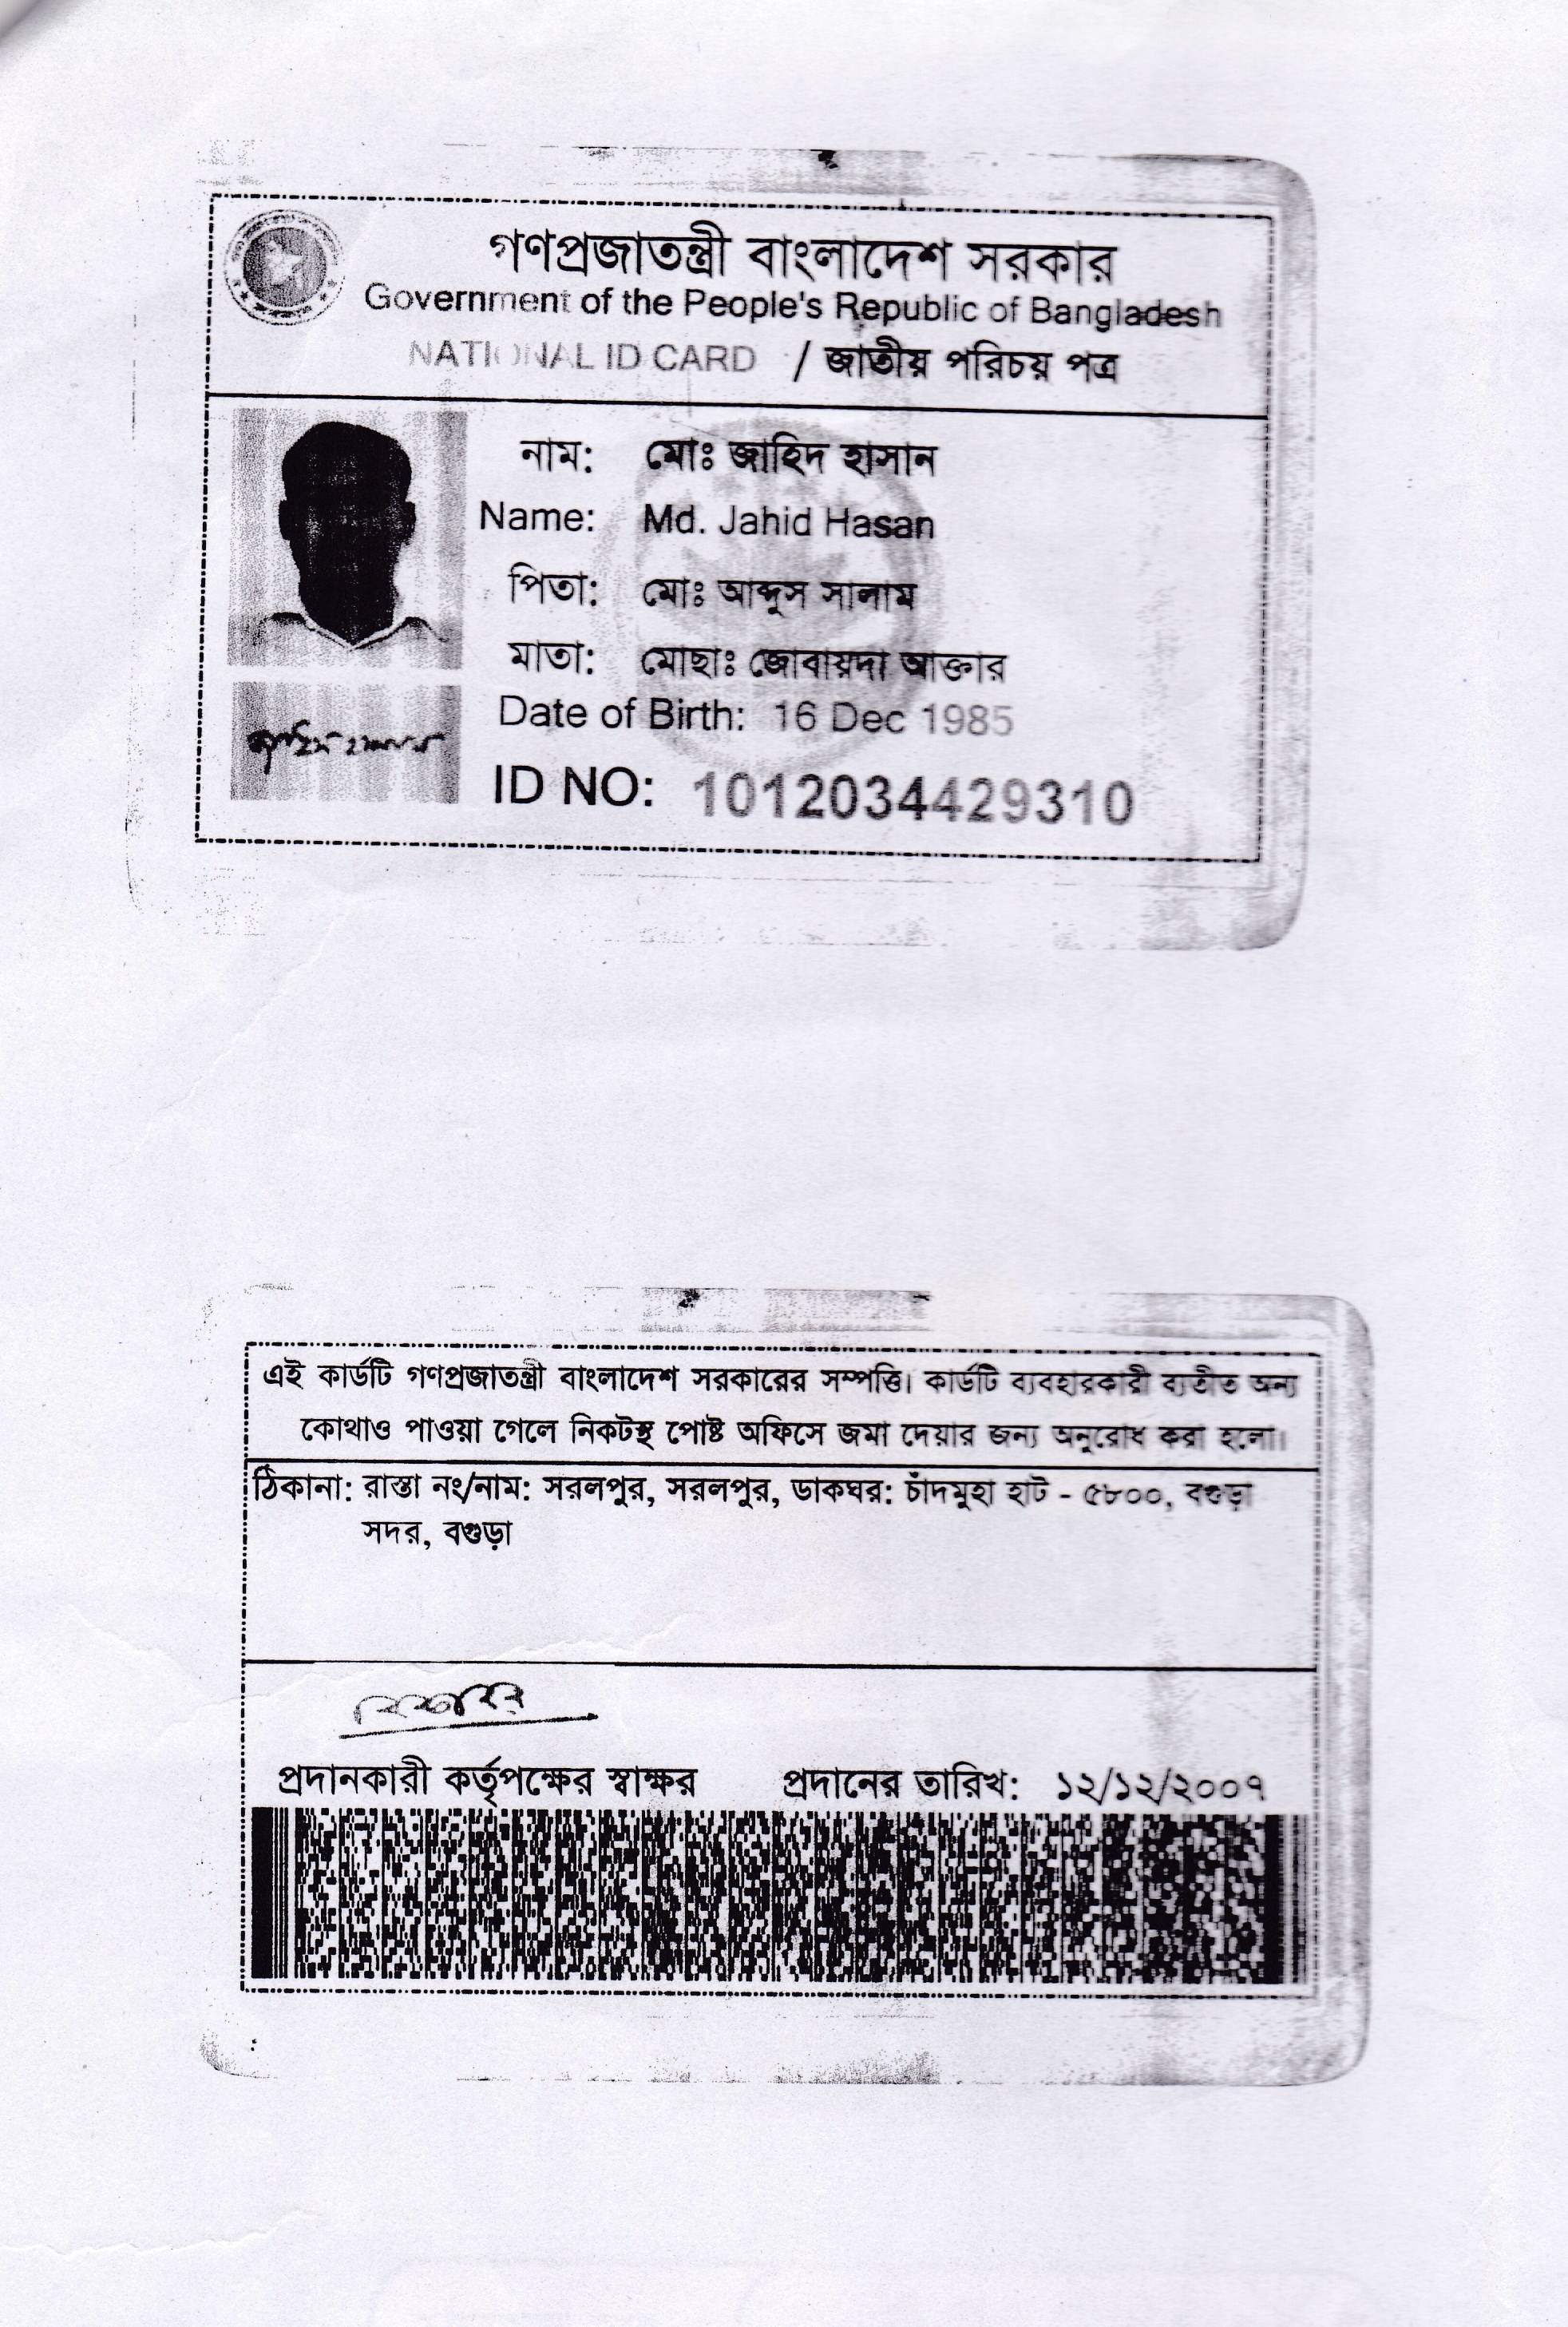 গণপ্রজাতন্ত্রী বাংলাদেশ সরকার
Government of the People's Republic of Bangladesh
NATIONAL ID CARD / জাতীয় পরিচয় পত্র
নাম: মোঃ জাহিদ হাসান
Name: Md. Jahid Hasan
পিতা: মোঃ আব্দুস সালাম
মাতা: মোছাঃ জোবায়দা আক্তার
Date of Birth: 16 Dec 1985
জাহিদ হাসান
ID NO: 1012034429310
এই কার্ডটি গণপ্রজাতন্ত্রী বাংলাদেশ সরকারের সম্পত্তি। কার্ডটি ব্যবহারকারী ব্যতীত অন্য
কোথাও পাওয়া গেলে নিকটস্থ পোষ্ট অফিসে জমা দেয়ার জন্য অনুরোধ করা হলো।
ঠিকানা: রাস্তা নং/নাম: সরলপুর, সরলপুর, ডাকঘর: চাঁদমুহা হাট - ৫৮০০, বগুড়া
সদর, বগুড়া
প্রদানকারী কর্তৃপক্ষের স্বাক্ষর প্রদানের তারিখ: ১২/১২/২০০৭